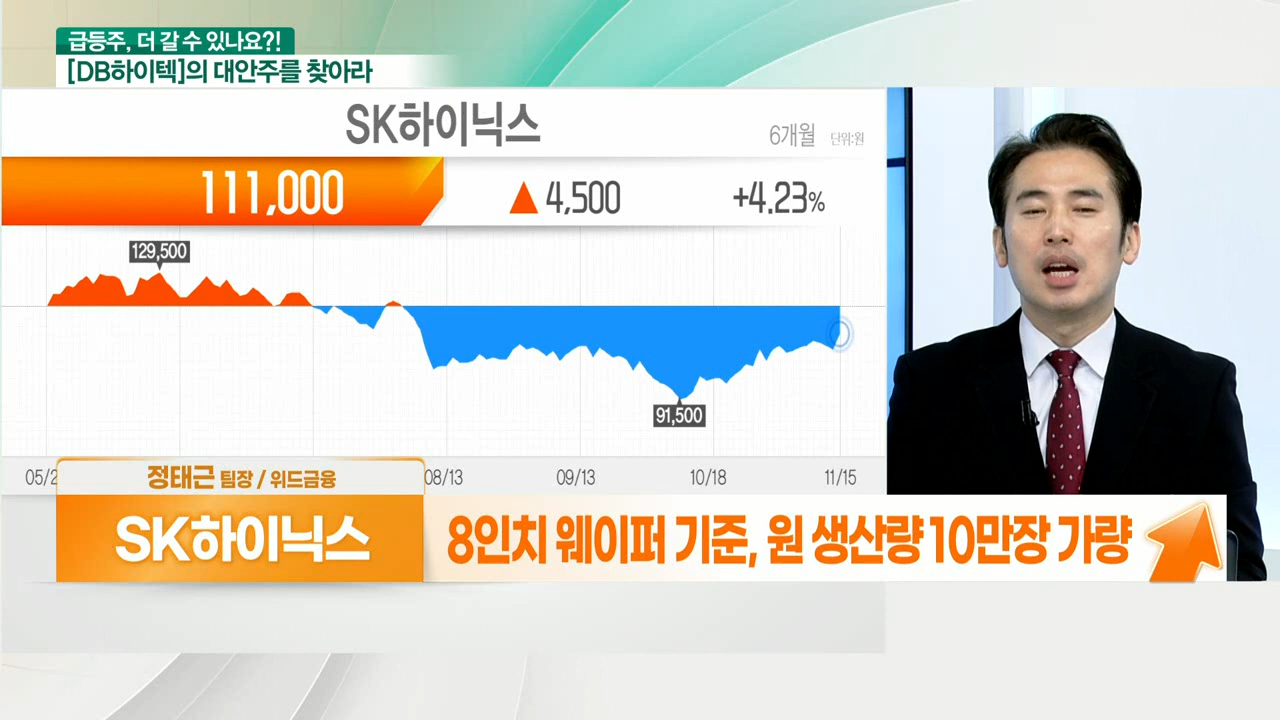 급등주, 더 갈 수 있나요?!
[DB하이텍]의 대안주를 찾아라
SK하이닉스
6개월 단위:원
111,000 ▲ 4,500 +4.23%
129,500
91,500
05/2
08/13 09/13 10/18 11/15
정태근 팀장 / 위드금융
SK하이닉스
8인치 웨이퍼 기준, 원 생산량 10만장 가량